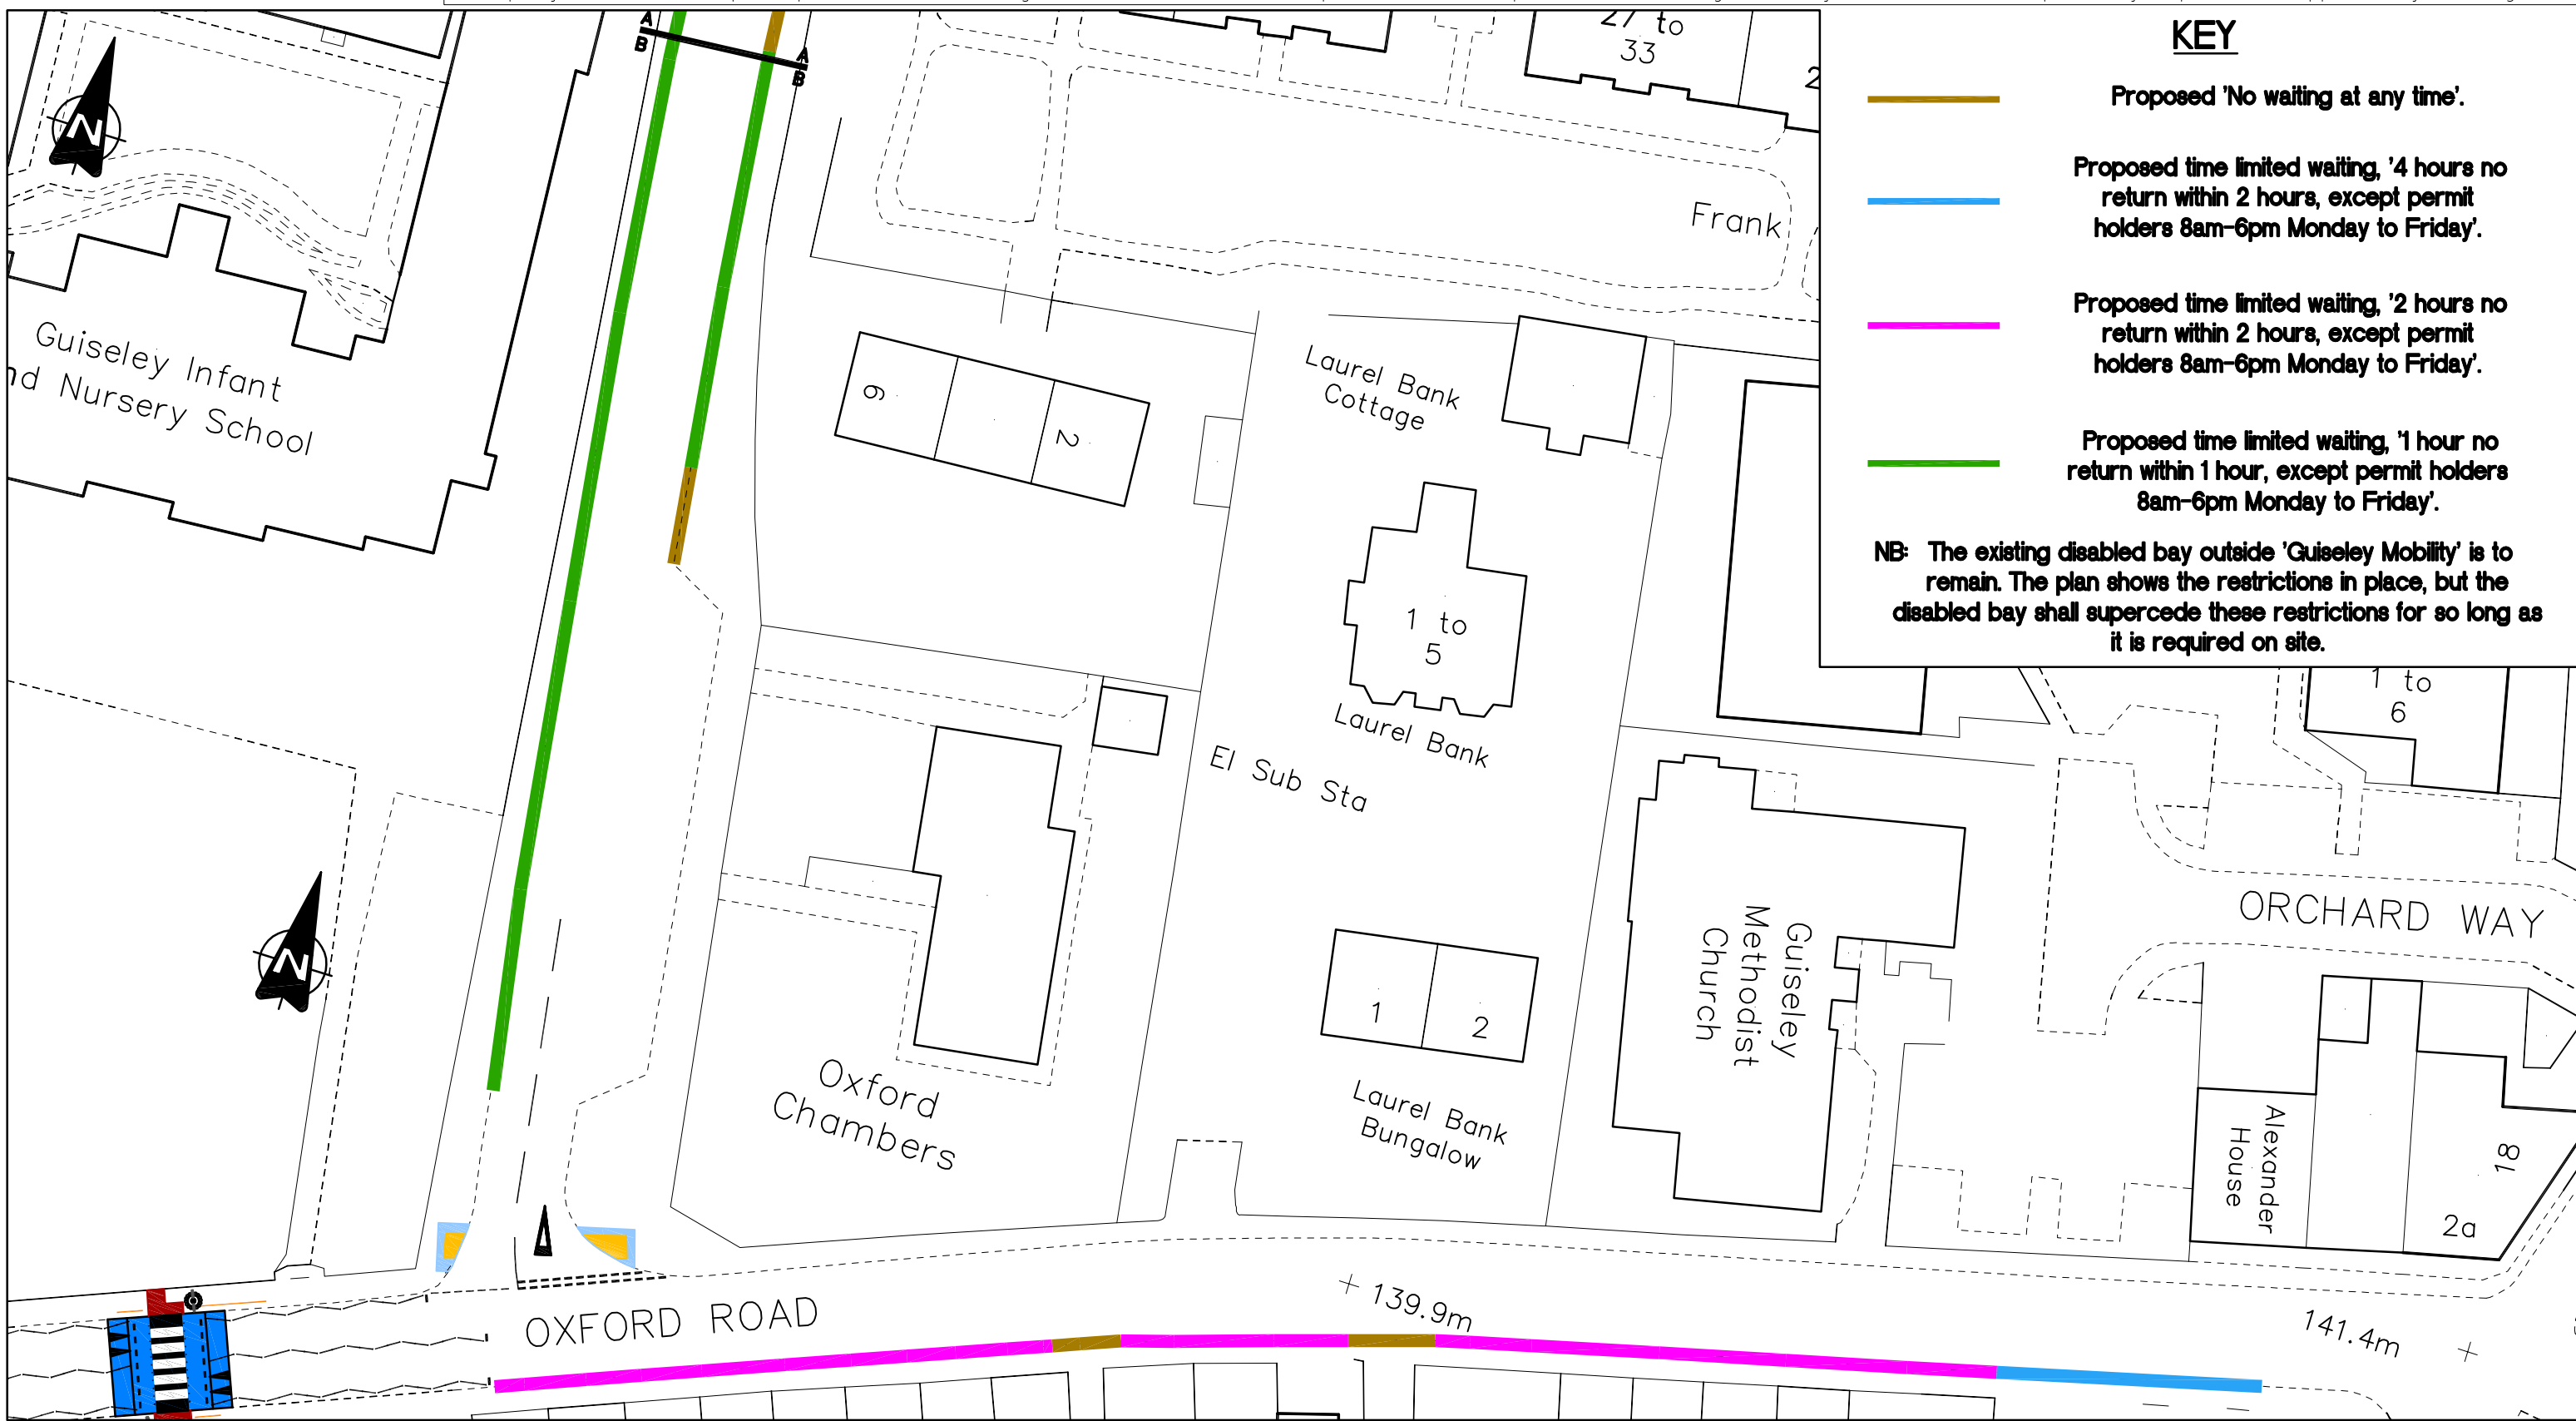 KEY
Proposed 'No waiting at any time'.
Proposed time limited waiting, '4 hours no
return within 2 hours, except permit
holders 8am-6pm Monday to Friday'.
Proposed time limited waiting, '2 hours no
return within 2 hours, except permit
holders 8am-6pm Monday to Friday'.
Proposed time limited waiting, '1 hour no
return within 1 hour, except permit holders
8am-6pm Monday to Friday'.
NB: The existing disabled bay outside 'Guiseley Mobility' is to
remain. The plan shows the restrictions in place, but the
disabled bay shall supercede these restrictions for so long as
it is required on site.
A
B
A
B
N
27 to
33
2
Frank
Guiseley Infant
nd Nursery School
6
2
Laurel Bank
Cottage
1 to
5
Laurel Bank
El Sub Sta
1 to
6
ORCHARD WAY
N
Guiseley
Methodist
Church
1
2
Oxford
Chambers
Laurel Bank
Bungalow
Alexander
House
18
2a
OXFORD ROAD
139.9m
141.4m